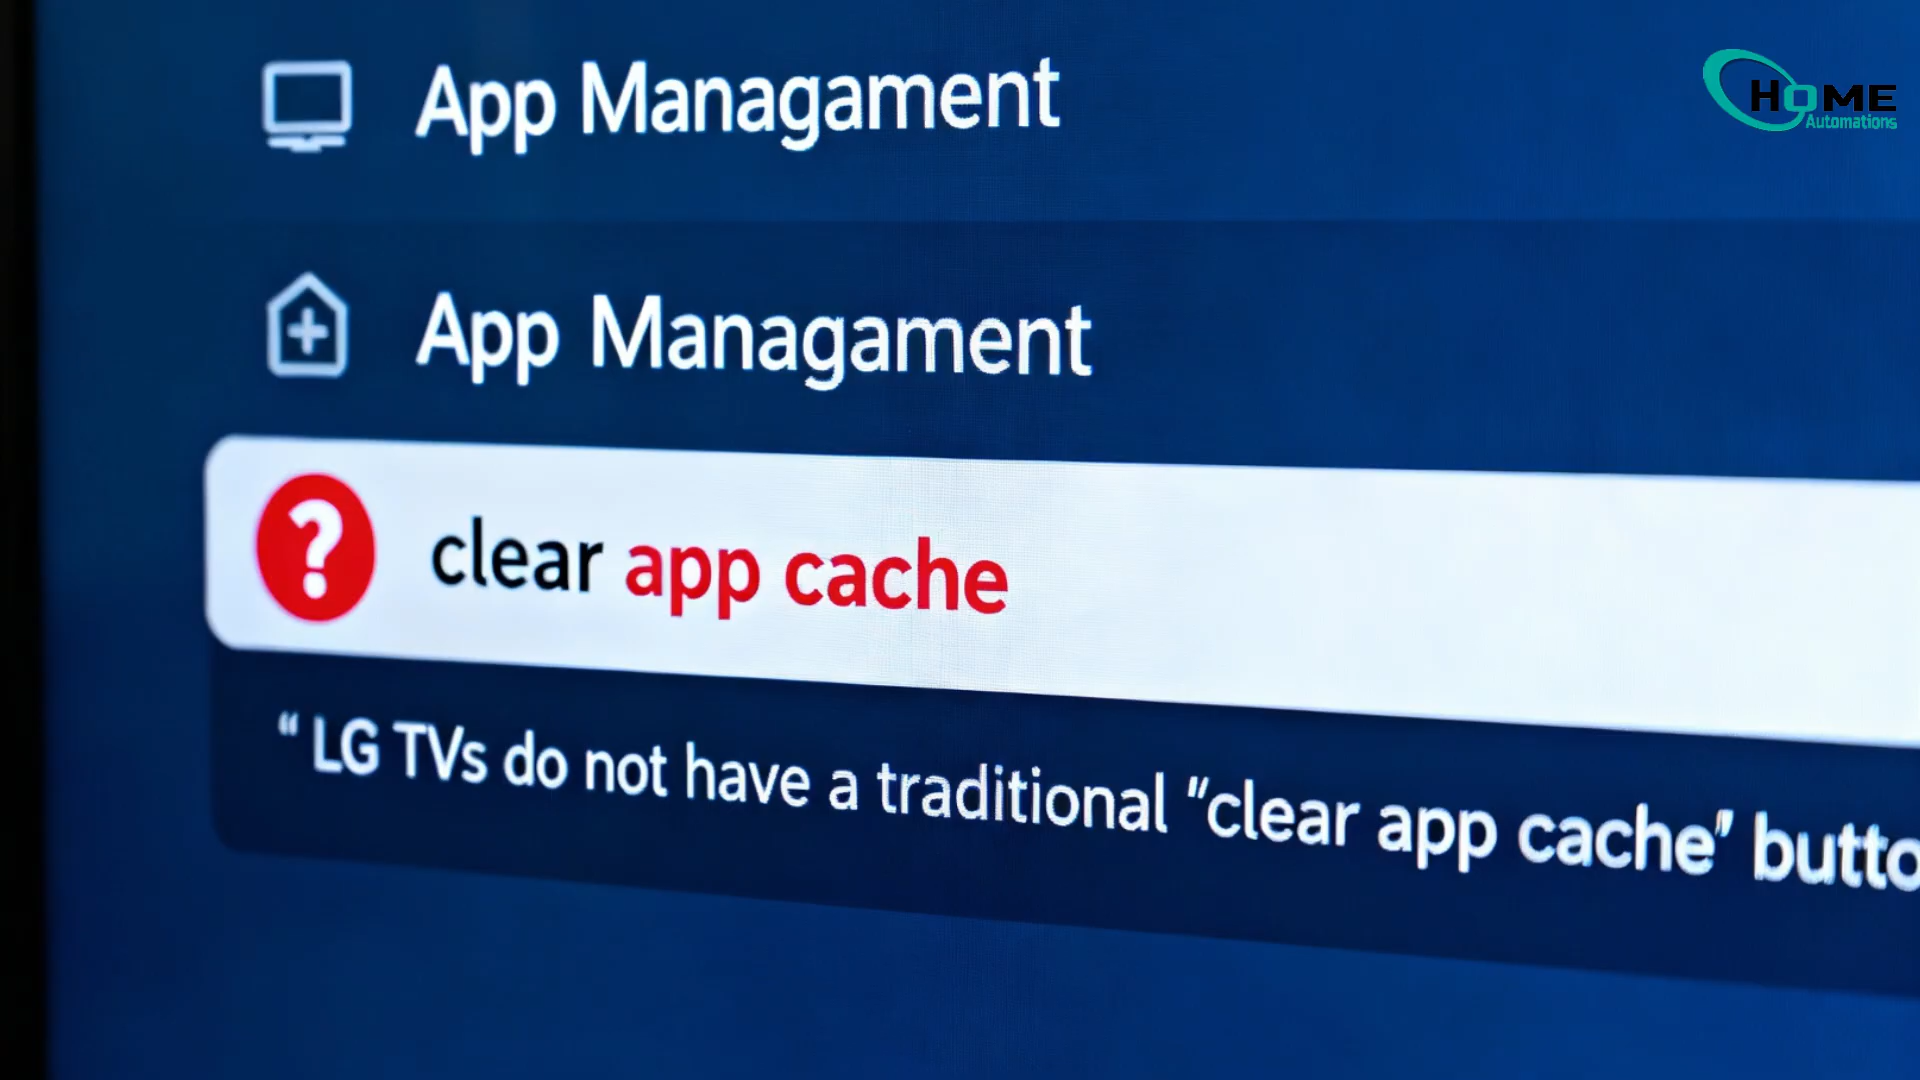 App Managament
HOME
Automations
App Managament
clear app cache
“ LG TVs do not have a traditional "clear app cache" butto